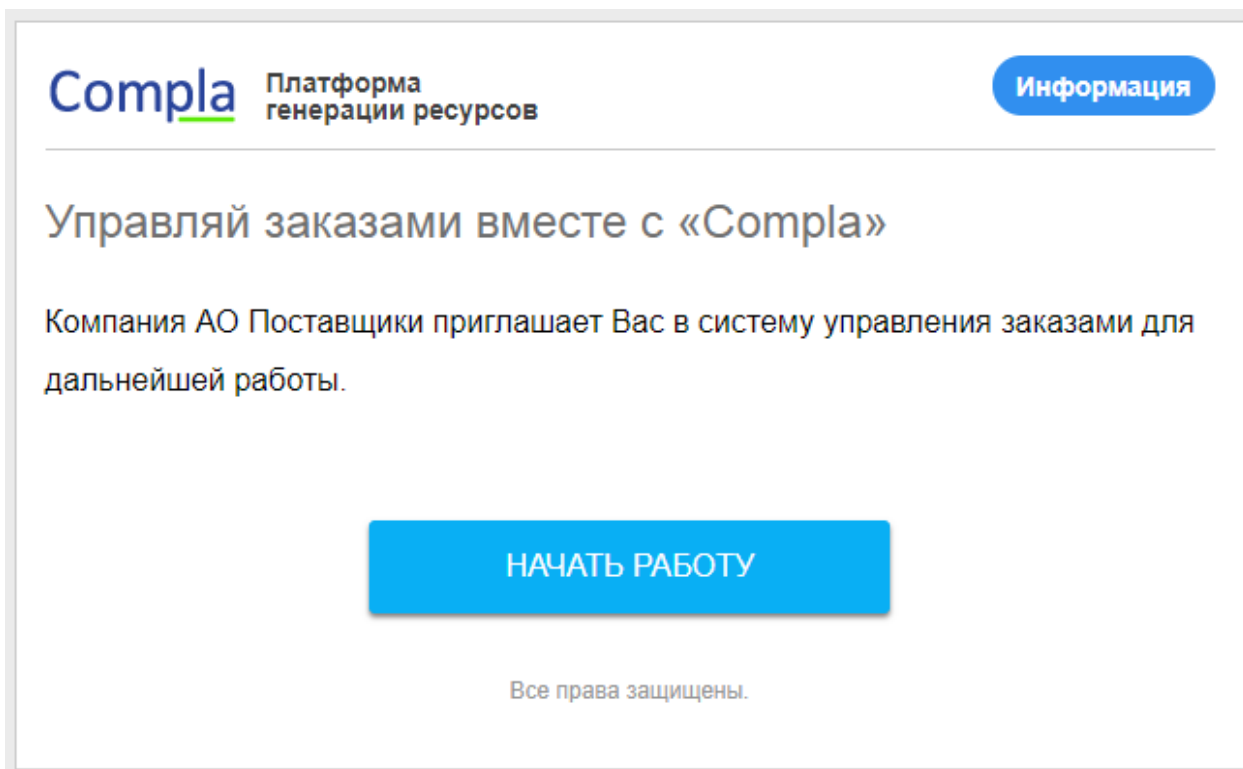 Compla
Платформа
генерации ресурсов
Информация
Управляй заказами вместе с «Compla»
Компания АО Поставщики приглашает Вас в систему управления заказами для
дальнейшей работы.
НАЧАТЬ РАБОТУ
Все права защищены.